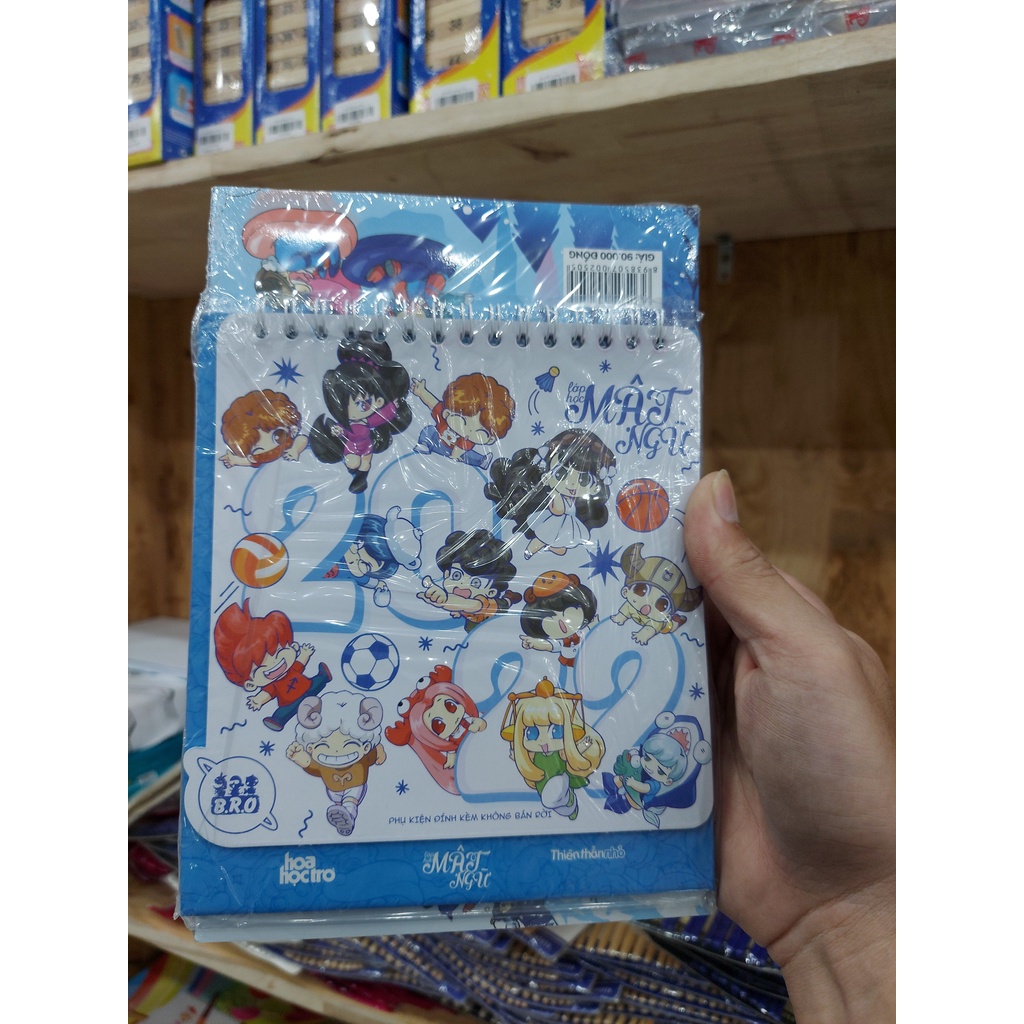 GIÁ: 90.000 ĐỒNG
lớp học
MẬT
NGỮ
2022
B.R.O
PHỤ KIỆN ĐÍNH KÈM KHÔNG BÁN RỜI
hoa
học trò
MẬT
NGỮ
Thiên thần nhỏ